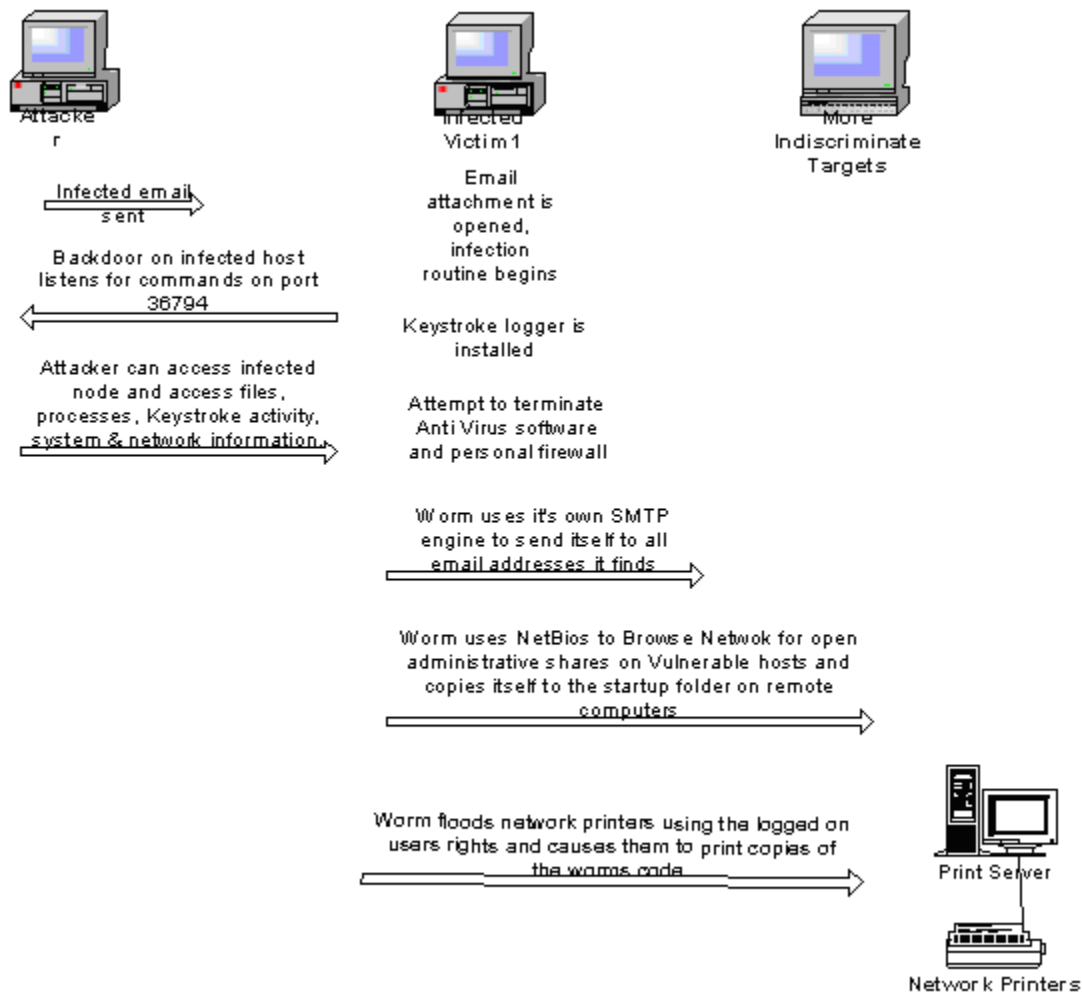 Attacke
r
Infected
Victim1
More
Indiscriminate
Targets
Infected email
sent
Email
attachment is
opened,
infection
routine begins
Backdoor on infected host
listens for commands on port
36794
Keystroke logger is
installed
Attacker can access infected
node and access files,
processes, Keystroke activity,
system & network information.
Attempt to terminate
Anti Virus software
and personal firewall
Worm uses it's own SMTP
engine to send itself to all
email addresses it finds
Worm uses NetBios to Browse Netwok for open
administrative shares on Vulnerable hosts and
copies itself to the startup folder on remote
computers
Worm floods network printers using the logged on
users rights and causes them to print copies of
the worms code
Print Server
Network Printers